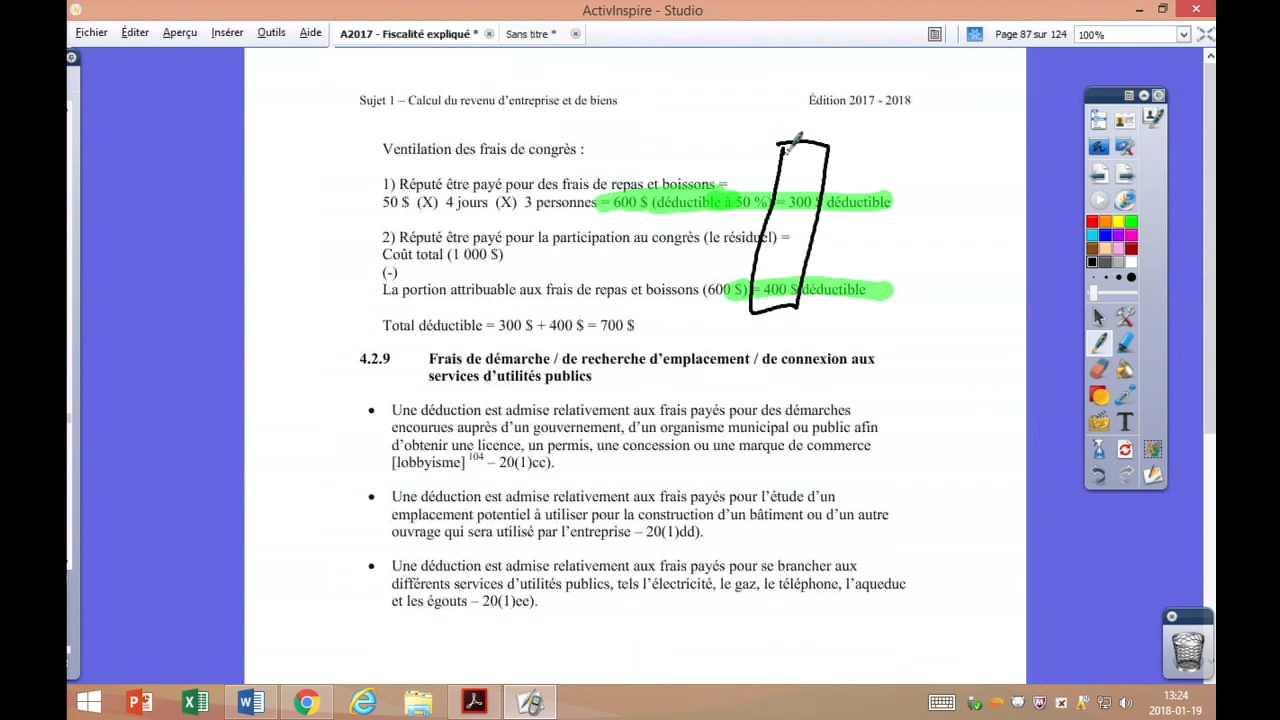 ActivInspire - Studio
Fichier Éditer Aperçu Insérer Outils Aide
A2017 - Fiscalité expliqué * Sans titre * Page 87 sur 124 100%
Sujet 1 – Calcul du revenu d’entreprise et de biens Édition 2017 - 2018
Ventilation des frais de congrès :
1) Réputé être payé pour des frais de repas et boissons =
50 $ (X) 4 jours (X) 3 personnes = 600 $ (déductible à 50 %) = 300 $ déductible
2) Réputé être payé pour la participation au congrès (le résiduel) =
Coût total (1 000 $)
(-)
La portion attribuable aux frais de repas et boissons (600 $) = 400 $ déductible
Total déductible = 300 $ + 400 $ = 700 $
4.2.9 Frais de démarche / de recherche d’emplacement / de connexion aux
services d’utilités publics
• Une déduction est admise relativement aux frais payés pour des démarches
encourues auprès d’un gouvernement, d’un organisme municipal ou public afin
d’obtenir une licence, un permis, une concession ou une marque de commerce
[lobbyisme] 104 – 20(1)cc).
• Une déduction est admise relativement aux frais payés pour l’étude d’un
emplacement potentiel à utiliser pour la construction d’un bâtiment ou d’un autre
ouvrage qui sera utilisé par l’entreprise – 20(1)dd).
• Une déduction est admise relativement aux frais payés pour se brancher aux
différents services d’utilités publics, tels l’électricité, le gaz, le téléphone, l’aqueduc
et les égouts – 20(1)ee).
13:24
2018-01-19